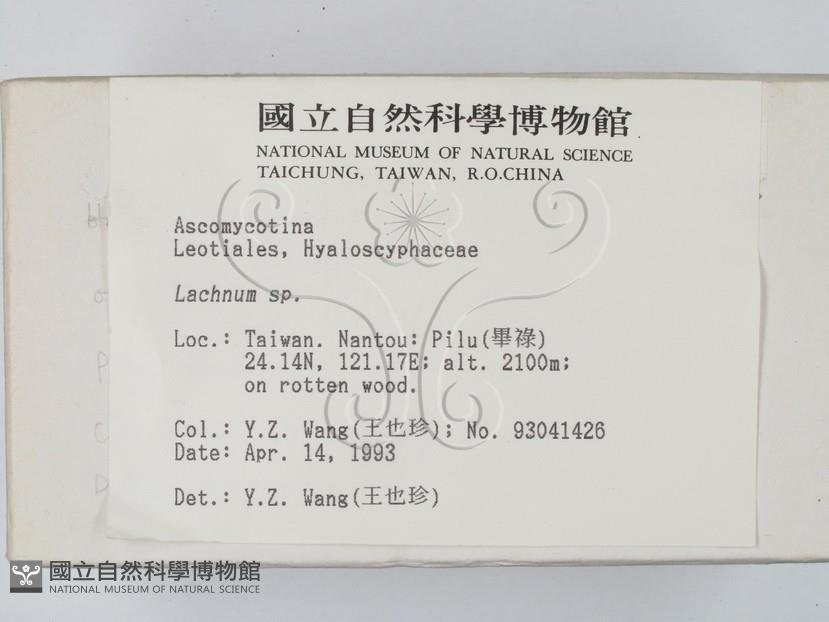 國立自然科學博物館
NATIONAL MUSEUM OF NATURAL SCIENCE
TAICHUNG, TAIWAN, R.O.CHINA
Ascomycotina
Leotiales, Hyaloscyphaceae
Lachnum sp.
Loc.: Taiwan. Nantou: Pilu(畢祿)
24.14N, 121.17E; alt. 2100m;
on rotten wood.
Col.: Y.Z. Wang(王也珍); No. 93041426
Date: Apr. 14, 1993
Det.: Y.Z. Wang(王也珍)
國立自然科學博物館
NATIONAL MUSEUM OF NATURAL SCIENCE